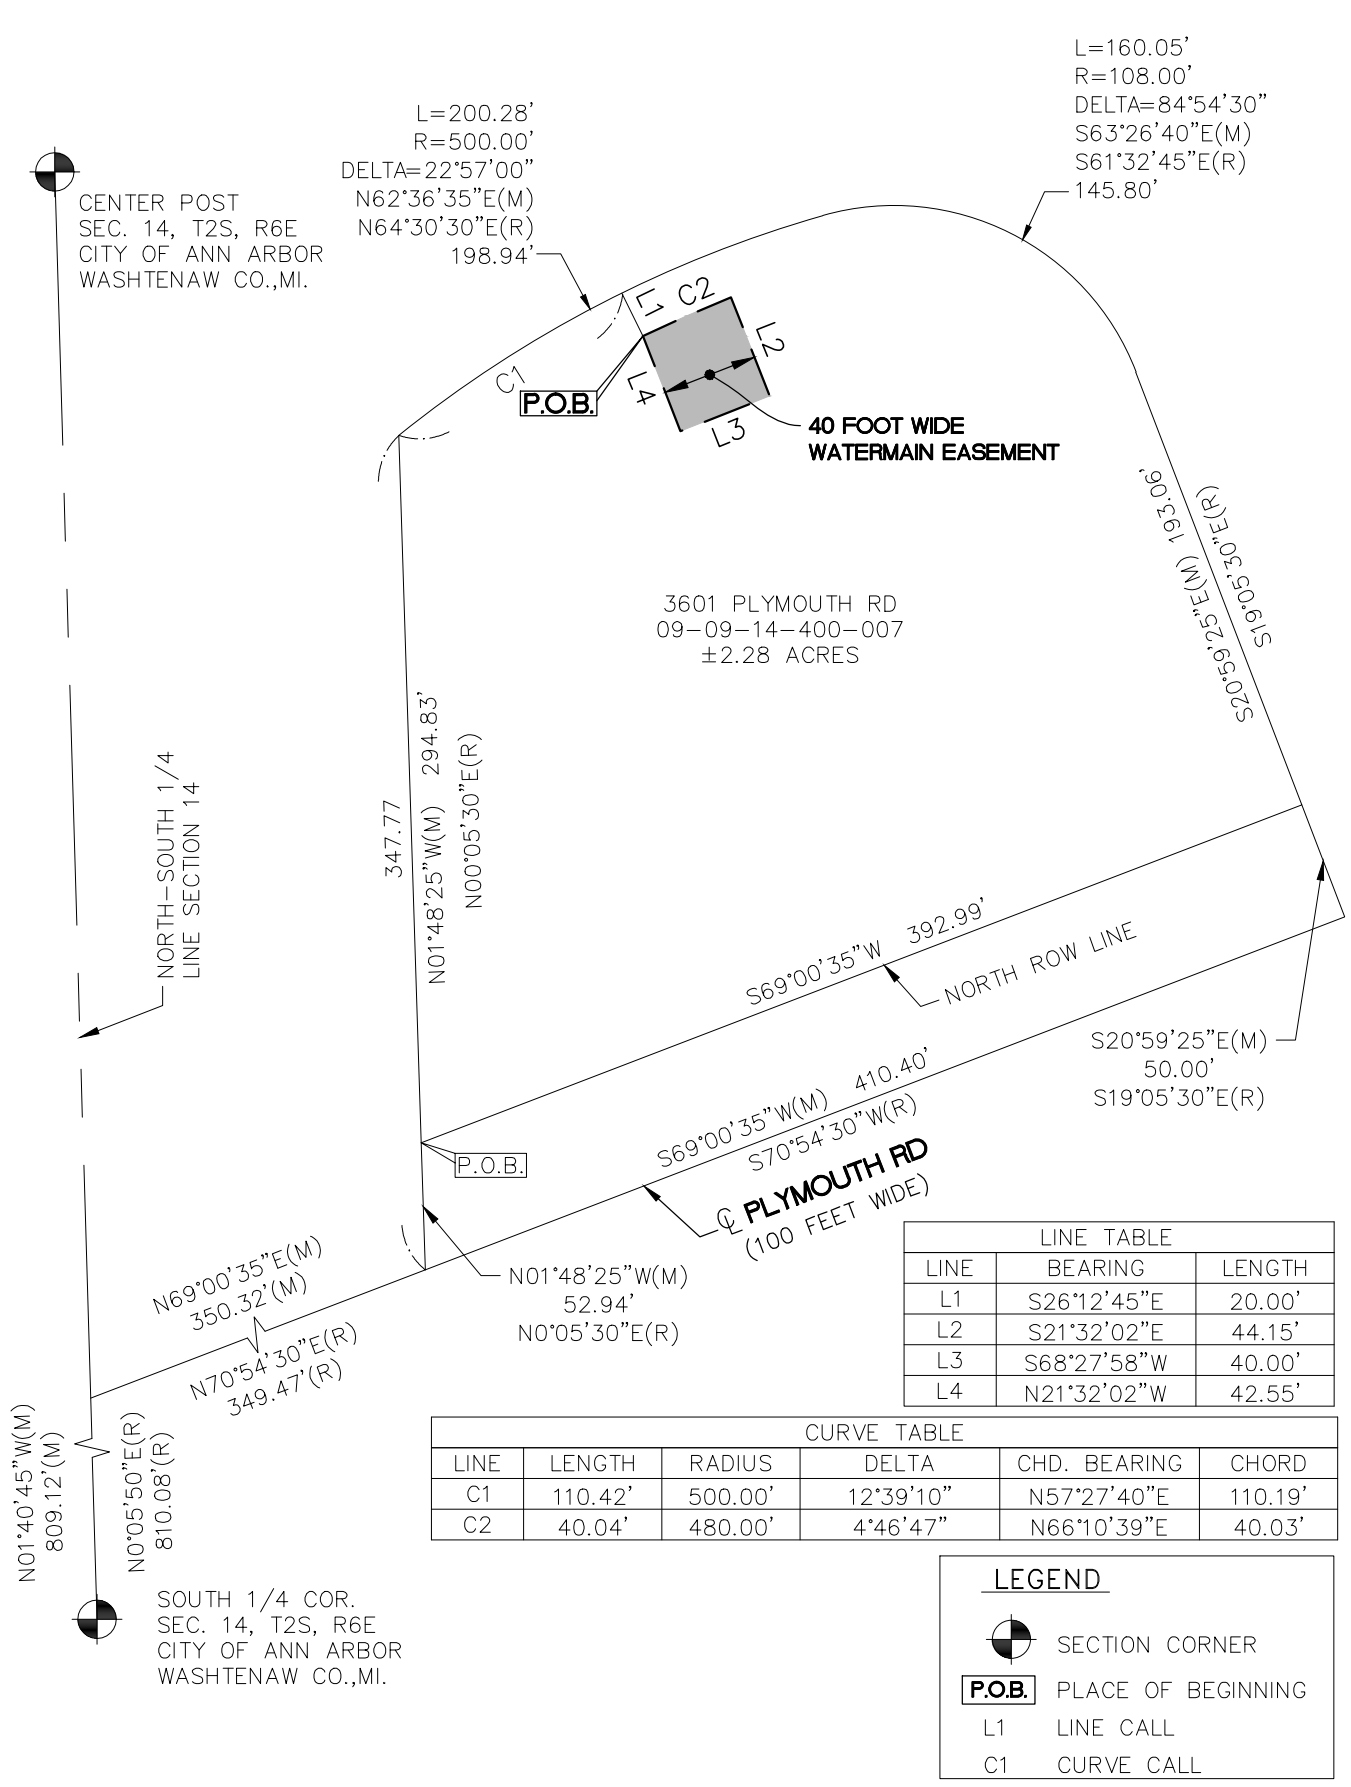 L=160.05'
R=108.00'
DELTA=84°54'30"
S63°26'40"E(M)
S61°32'45"E(R)
145.80'
L=200.28'
R=500.00'
DELTA=22°57'00"
N62°36'35"E(M)
N64°30'30"E(R)
198.94'
CENTER POST
SEC. 14, T2S, R6E
CITY OF ANN ARBOR
WASHTENAW CO.,MI.
L1
C2
L2
L4
L3
C1
P.O.B.
40 FOOT WIDE
WATERMAIN EASEMENT
S20°59'25"E(M) 193.06'
S19°05'30"E(R)
3601 PLYMOUTH RD
09-09-14-400-007
±2.28 ACRES
347.77
N01°48'25"W(M) 294.83'
N00°05'30"E(R)
NORTH-SOUTH 1/4
LINE SECTION 14
S69°00'35"W 392.99'
NORTH ROW LINE
S20°59'25"E(M)
50.00'
S19°05'30"E(R)
S69°00'35"W(M) 410.40'
S70°54'30"W(R)
P.O.B.
℄ PLYMOUTH RD
(100 FEET WIDE)
N69°00'35"E(M)
350.32'(M)
N70°54'30"E(R)
349.47'(R)
N01°48'25"W(M)
52.94'
N0°05'30"E(R)
N01°40'45"W(M)
809.12'(M)
N0°05'50"E(R)
810.08'(R)
SOUTH 1/4 COR.
SEC. 14, T2S, R6E
CITY OF ANN ARBOR
WASHTENAW CO.,MI.
LINE TABLE
LINE BEARING LENGTH
L1 S26°12'45"E 20.00'
L2 S21°32'02"E 44.15'
L3 S68°27'58"W 40.00'
L4 N21°32'02"W 42.55'
CURVE TABLE
LINE LENGTH RADIUS DELTA CHD. BEARING CHORD
C1 110.42' 500.00' 12°39'10" N57°27'40"E 110.19'
C2 40.04' 480.00' 4°46'47" N66°10'39"E 40.03'
LEGEND
SECTION CORNER
P.O.B. PLACE OF BEGINNING
L1 LINE CALL
C1 CURVE CALL